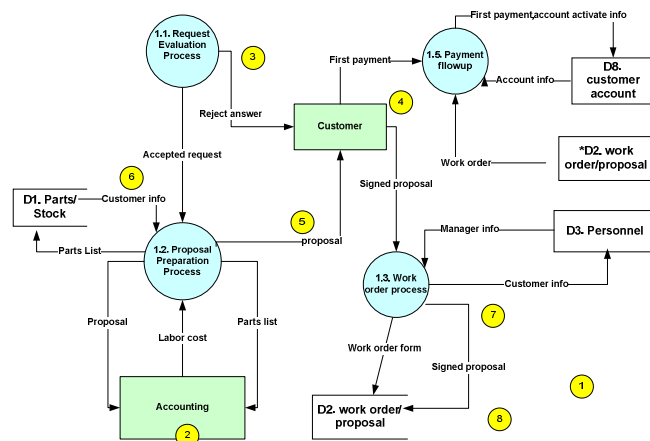 First payment,account activate info
1.1. Request
Evaluation
Process
3
First payment
1.5. Payment
fllowup
Account info
D8.
customer
account
4
Reject answer
Customer
Accepted request
Work order
*D2. work
order/proposal
6
Signed proposal
D1. Parts/
Stock
Customer info
5
proposal
Manager info
D3. Personnel
Parts List
1.2. Proposal
Preparation
Process
1.3. Work
order process
Customer info
Proposal
Parts list
7
Labor cost
Work order form
Signed proposal
1
Accounting
D2. work order/
proposal
8
2